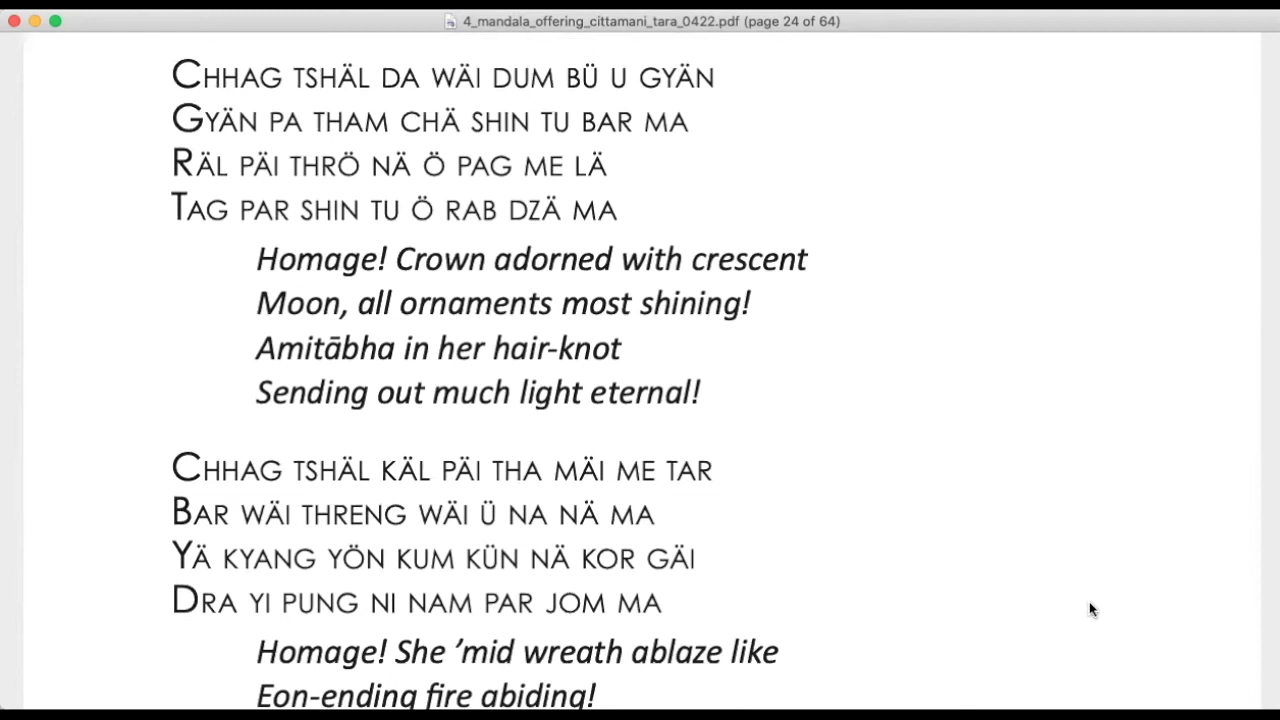 4_mandala_offering_cittamani_tara_0422.pdf (page 24 of 64)
CHHAG TSHÄL DA WÄI DUM BÜ U GYÄN
GYÄN PA THAM CHÄ SHIN TU BAR MA
RÄL PÄI THRÖ NÄ Ö PAG ME LÄ
TAG PAR SHIN TU Ö RAB DZÄ MA
Homage! Crown adorned with crescent
Moon, all ornaments most shining!
Amitābha in her hair-knot
Sending out much light eternal!
CHHAG TSHÄL KÄL PÄI THA MÄI ME TAR
BAR WÄI THRENG WÄI Ü NA NÄ MA
YÄ KYANG YÖN KUM KÜN NÄ KOR GÄI
DRA YI PUNG NI NAM PAR JOM MA
Homage! She ’mid wreath ablaze like
Eon-ending fire abiding!